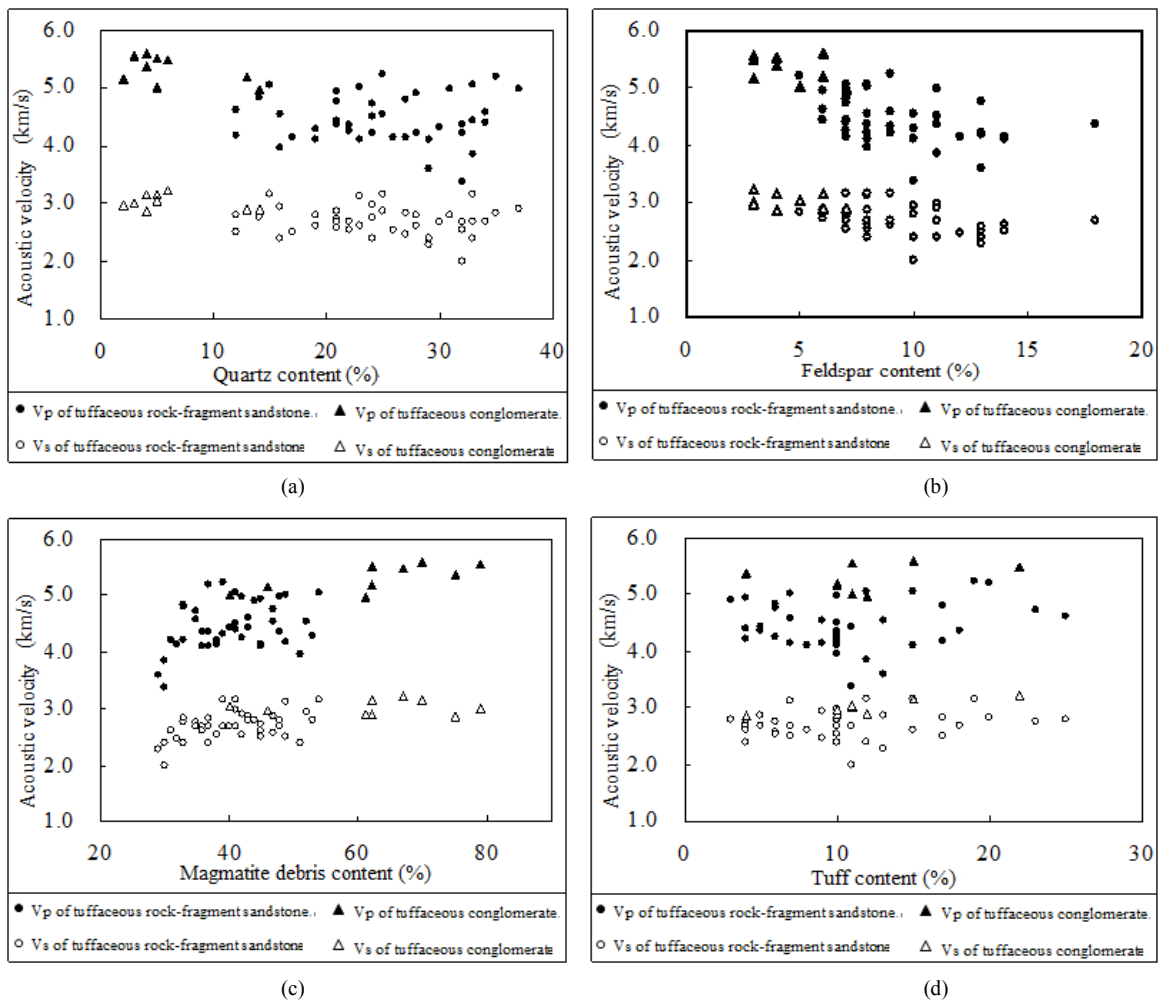 6.0
5.0
4.0
3.0
2.0
1.0
Acoustic velocity (km/s)
0 10 20 30 40
Quartz content (%)
Vp of tuffaceous rock-fragment sandstone. Vp of tuffaceous conglomerate.
Vs of tuffaceous rock-fragment sandstone Vs of tuffaceous conglomerate
(a)
6.0
5.0
4.0
3.0
2.0
1.0
Acoustic velocity (km/s)
0 5 10 15 20
Feldspar content (%)
Vp of tuffaceous rock-fragment sandstone. Vp of tuffaceous conglomerate.
Vs of tuffaceous rock-fragment sandstone Vs of tuffaceous conglomerate
(b)
6.0
5.0
4.0
3.0
2.0
1.0
Acoustic velocity (km/s)
20 40 60 80
Magmatite debris content (%)
Vp of tuffaceous rock-fragment sandstone. Vp of tuffaceous conglomerate.
Vs of tuffaceous rock-fragment sandstone Vs of tuffaceous conglomerate
(c)
6.0
5.0
4.0
3.0
2.0
1.0
Acoustic velocity (km/s)
0 10 20 30
Tuff content (%)
Vp of tuffaceous rock-fragment sandstone. Vp of tuffaceous conglomerate.
Vs of tuffaceous rock-fragment sandstone Vs of tuffaceous conglomerate
(d)